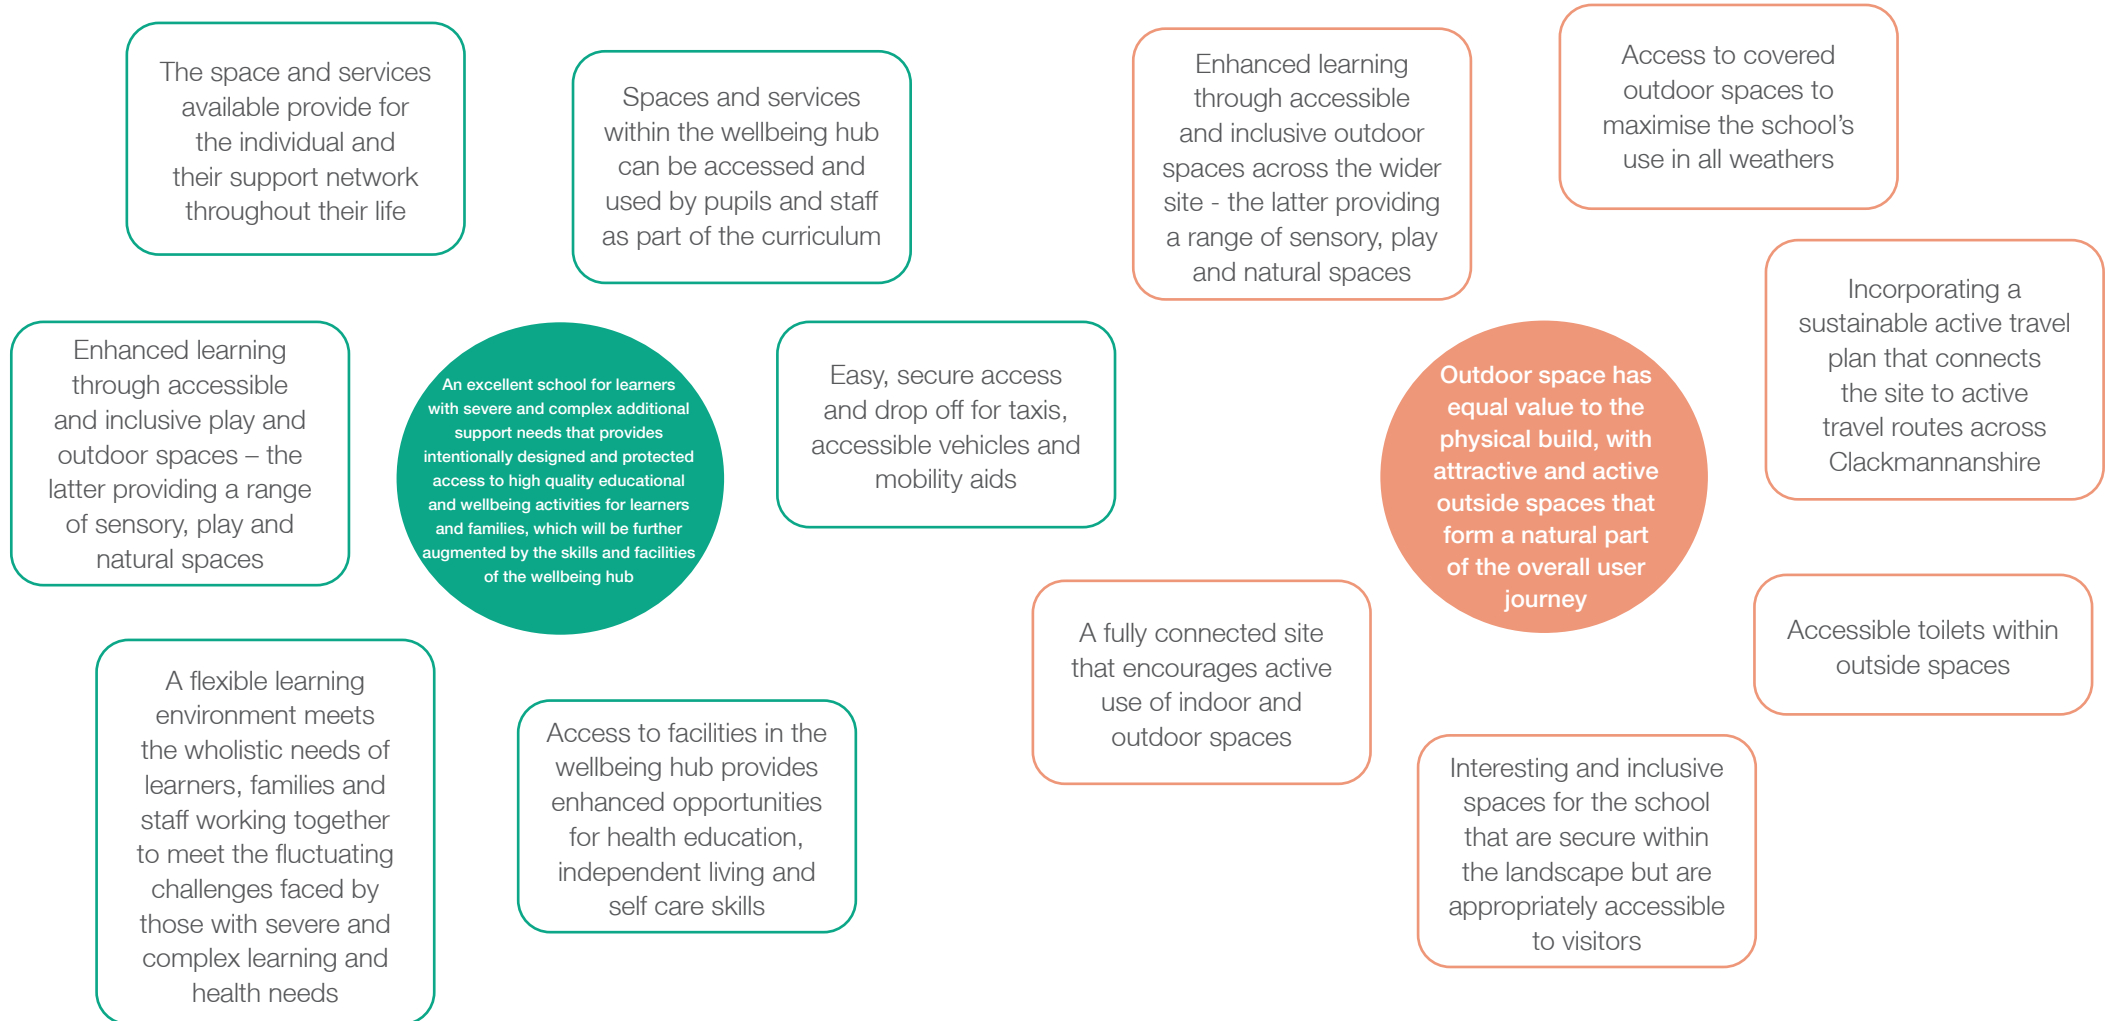 The space and services
available provide for
the individual and
their support network
throughout their life
Spaces and services
within the wellbeing hub
can be accessed and
used by pupils and staff
as part of the curriculum
Enhanced learning
through accessible
and inclusive play and
outdoor spaces – the
latter providing a range
of sensory, play and
natural spaces
An excellent school for learners
with severe and complex additional
support needs that provides
intentionally designed and protected
access to high quality educational
and wellbeing activities for learners
and families, which will be further
augmented by the skills and facilities
of the wellbeing hub
Easy, secure access
and drop off for taxis,
accessible vehicles and
mobility aids
A flexible learning
environment meets
the wholistic needs of
learners, families and
staff working together
to meet the fluctuating
challenges faced by
those with severe and
complex learning and
health needs
Access to facilities in the
wellbeing hub provides
enhanced opportunities
for health education,
independent living and
self care skills
Enhanced learning
through accessible
and inclusive outdoor
spaces across the wider
site - the latter providing
a range of sensory, play
and natural spaces
Access to covered
outdoor spaces to
maximise the school's
use in all weathers
Incorporating a
sustainable active travel
plan that connects
the site to active
travel routes across
Clackmannanshire
Outdoor space has
equal value to the
physical build, with
attractive and active
outside spaces that
form a natural part
of the overall user
journey
A fully connected site
that encourages active
use of indoor and
outdoor spaces
Accessible toilets within
outside spaces
Interesting and inclusive
spaces for the school
that are secure within
the landscape but are
appropriately accessible
to visitors